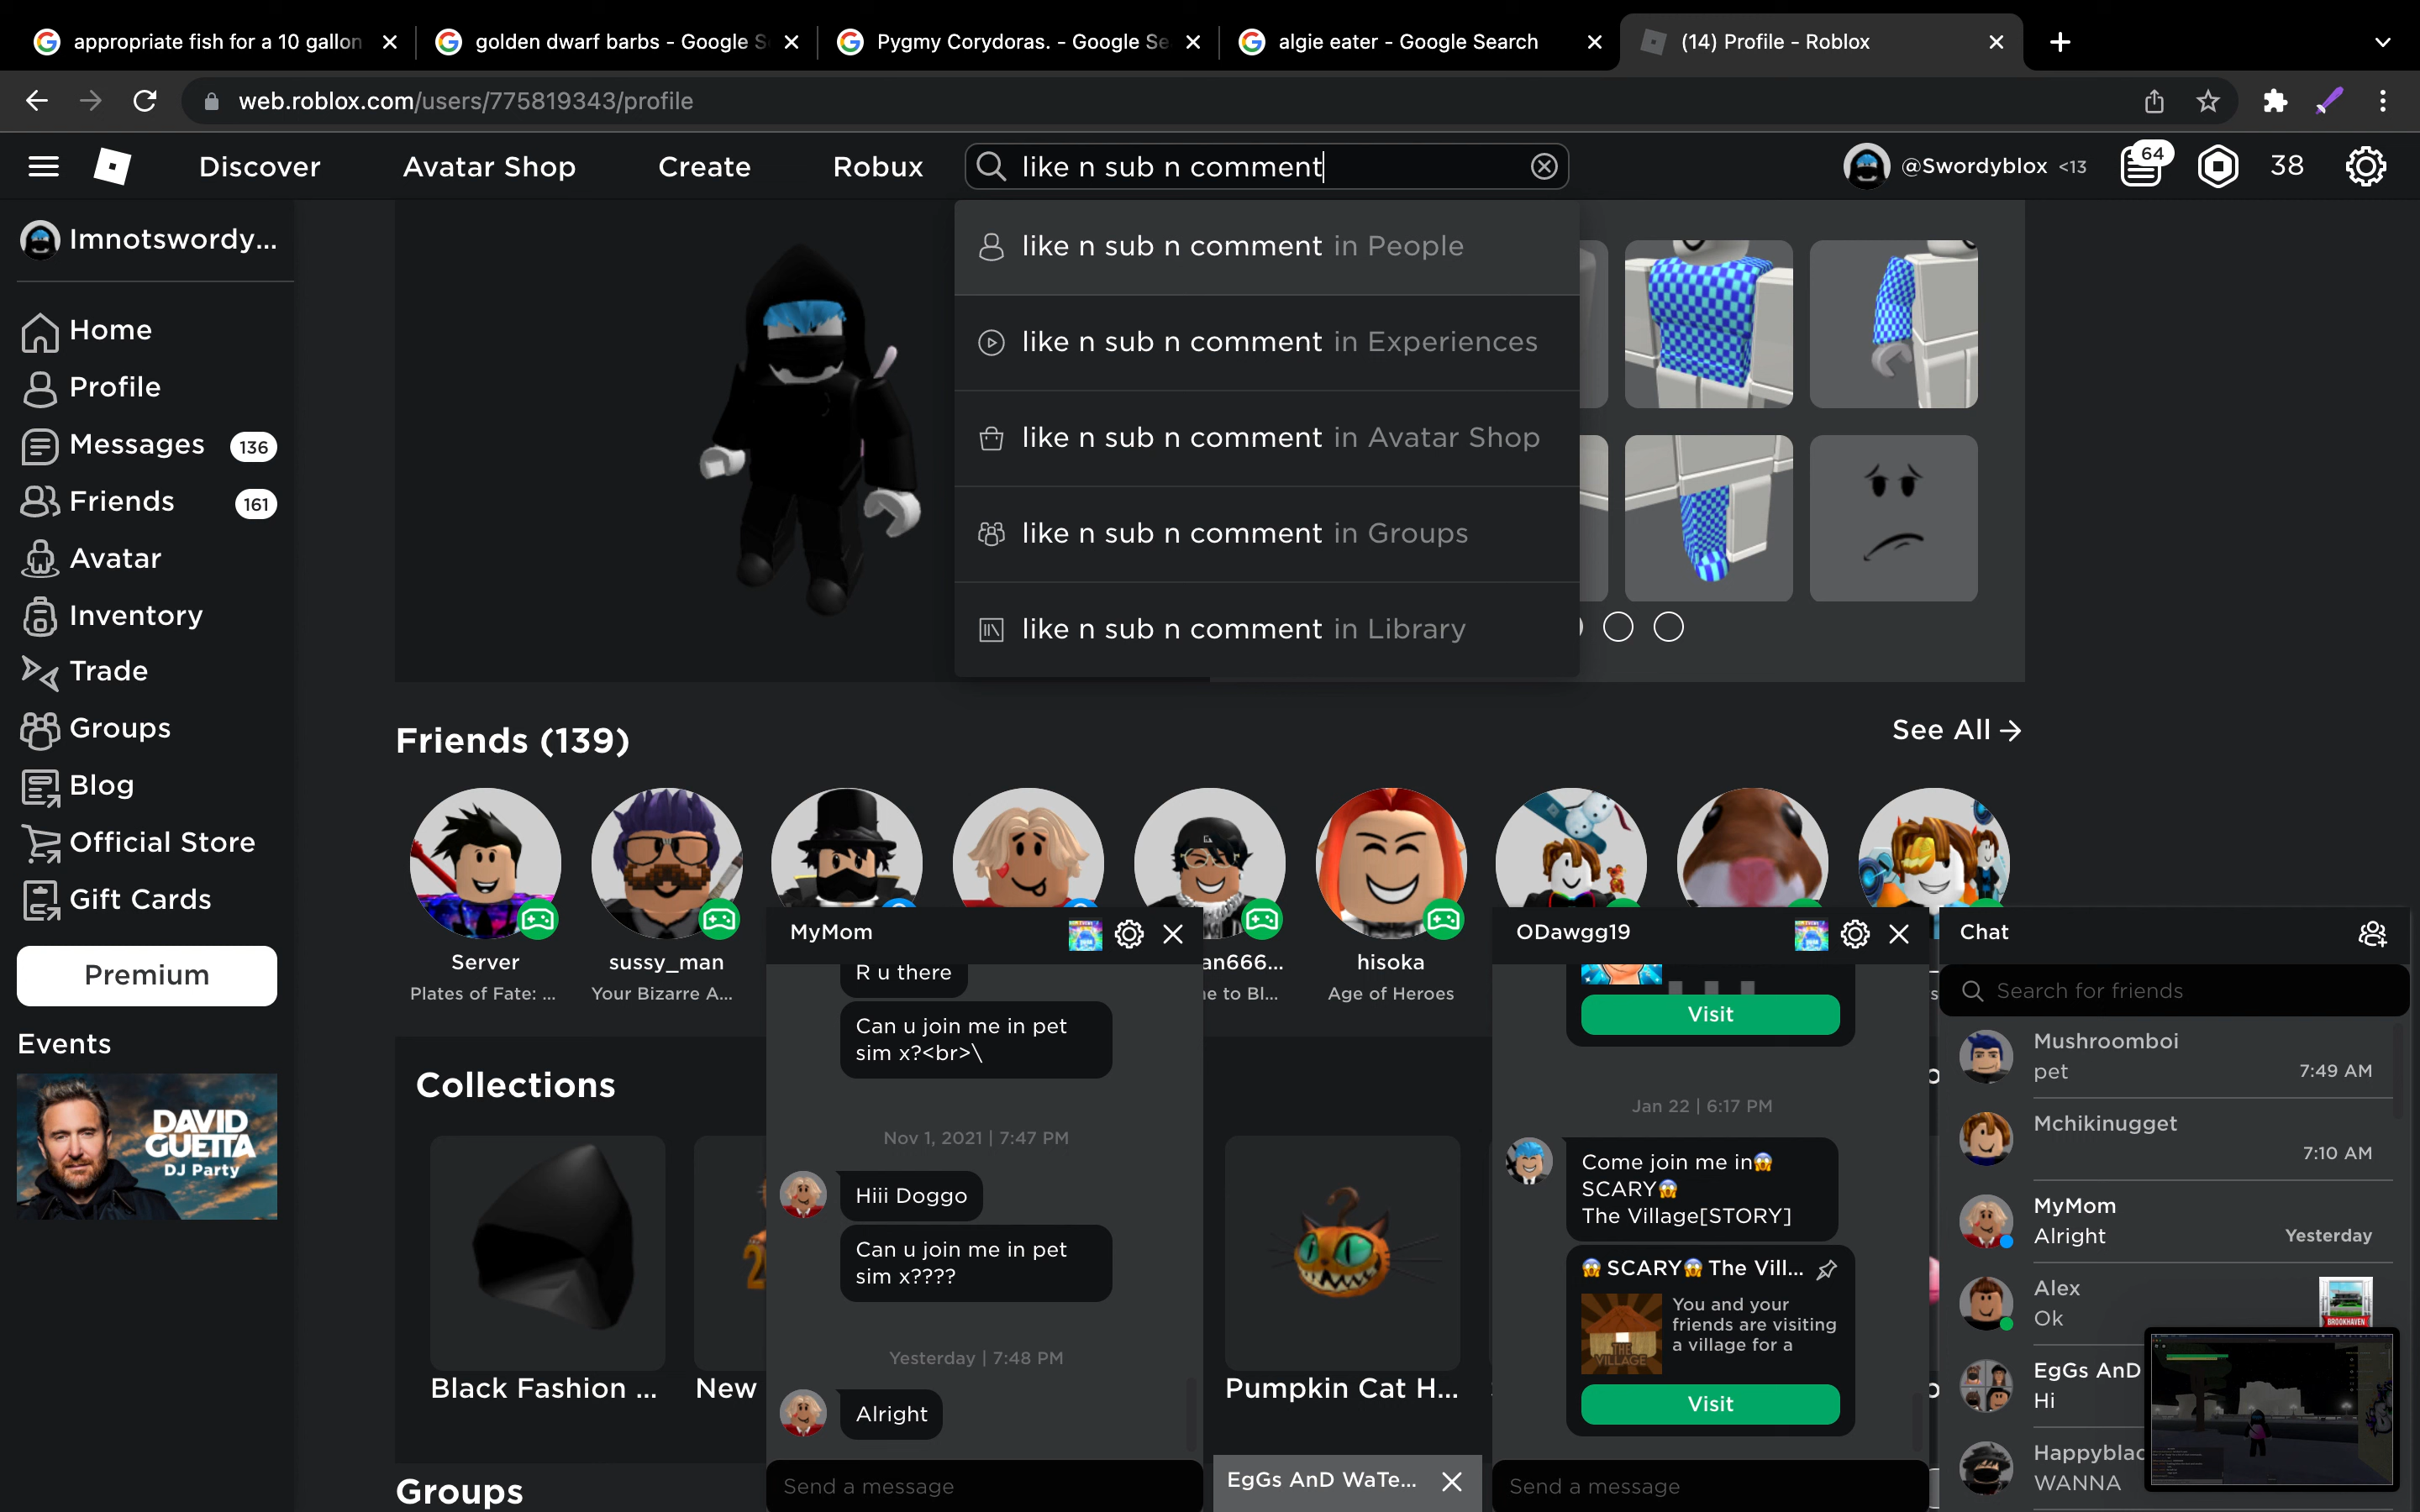 appropriate fish for a 10 gallon
golden dwarf barbs - Google S
Pygmy Corydoras. - Google Se
algie eater - Google Search
(14) Profile - Roblox
web.roblox.com/users/775819343/profile
Discover
Avatar Shop
Create
Robux
like n sub n comment
@Swordyblox <13
64
38
Imnotswordy...
like n sub n comment in People
like n sub n comment in Experiences
like n sub n comment in Avatar Shop
like n sub n comment in Groups
like n sub n comment in Library
Home
Profile
Messages 136
Friends 161
Avatar
Inventory
Trade
Groups
Blog
Official Store
Gift Cards
Premium
Events
DAVID
GUETTA
DJ Party
Friends (139)
See All
Server
Plates of Fate: ...
sussy_man
Your Bizarre A...
an666...
e to Bl...
hisoka
Age of Heroes
Collections
Black Fashion ...
New
Pumpkin Cat H...
Groups
MyMom
R u there
Can u join me in pet
sim x?<br>\
Nov 1, 2021 | 7:47 PM
Hiii Doggo
Can u join me in pet
sim x????
Yesterday | 7:48 PM
Alright
Send a message
EgGs AnD WaTe...
ODawgg19
Visit
Jan 22 | 6:17 PM
Come join me in😱
SCARY😱
The Village[STORY]
😱 SCARY😱 The Vill...
You and your
friends are visiting
a village for a
THE
VILLAGE
Visit
Send a message
Chat
Search for friends
Mushroomboi
pet
7:49 AM
Mchikinugget
7:10 AM
MyMom
Alright
Yesterday
Alex
Ok
BROOKHAVEN
EgGs AnD
Hi
Happyblac
WANNA